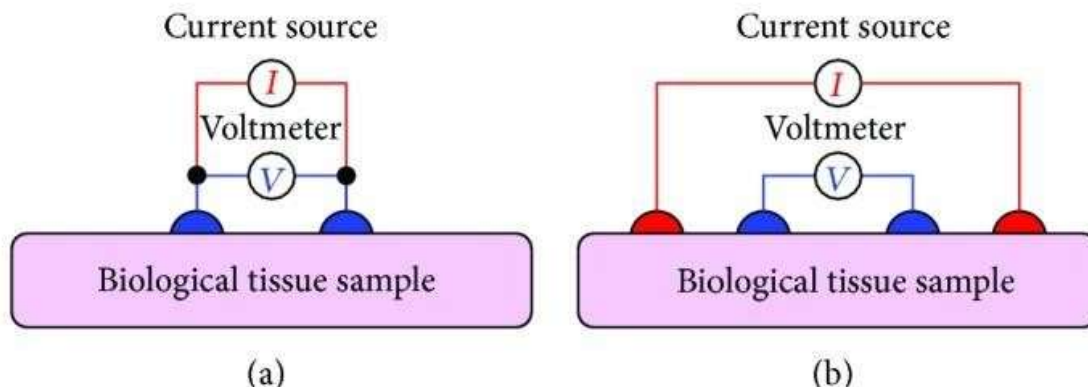 Current source
I
Voltmeter
V
Biological tissue sample
(a)
Current source
I
Voltmeter
V
Biological tissue sample
(b)